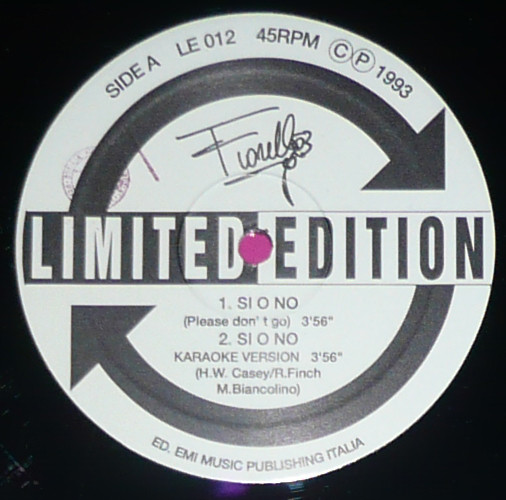 SIDE A LE 012 45RPM ©℗ 1993
Fiorello
LIMITED EDITION
1. SI O NO
(Please don't go) 3'56"
2. SI O NO
KARAOKE VERSION 3'56"
(H.W. Casey/R.Finch
M.Biancolino)
ED. EMI MUSIC PUBLISHING ITALIA